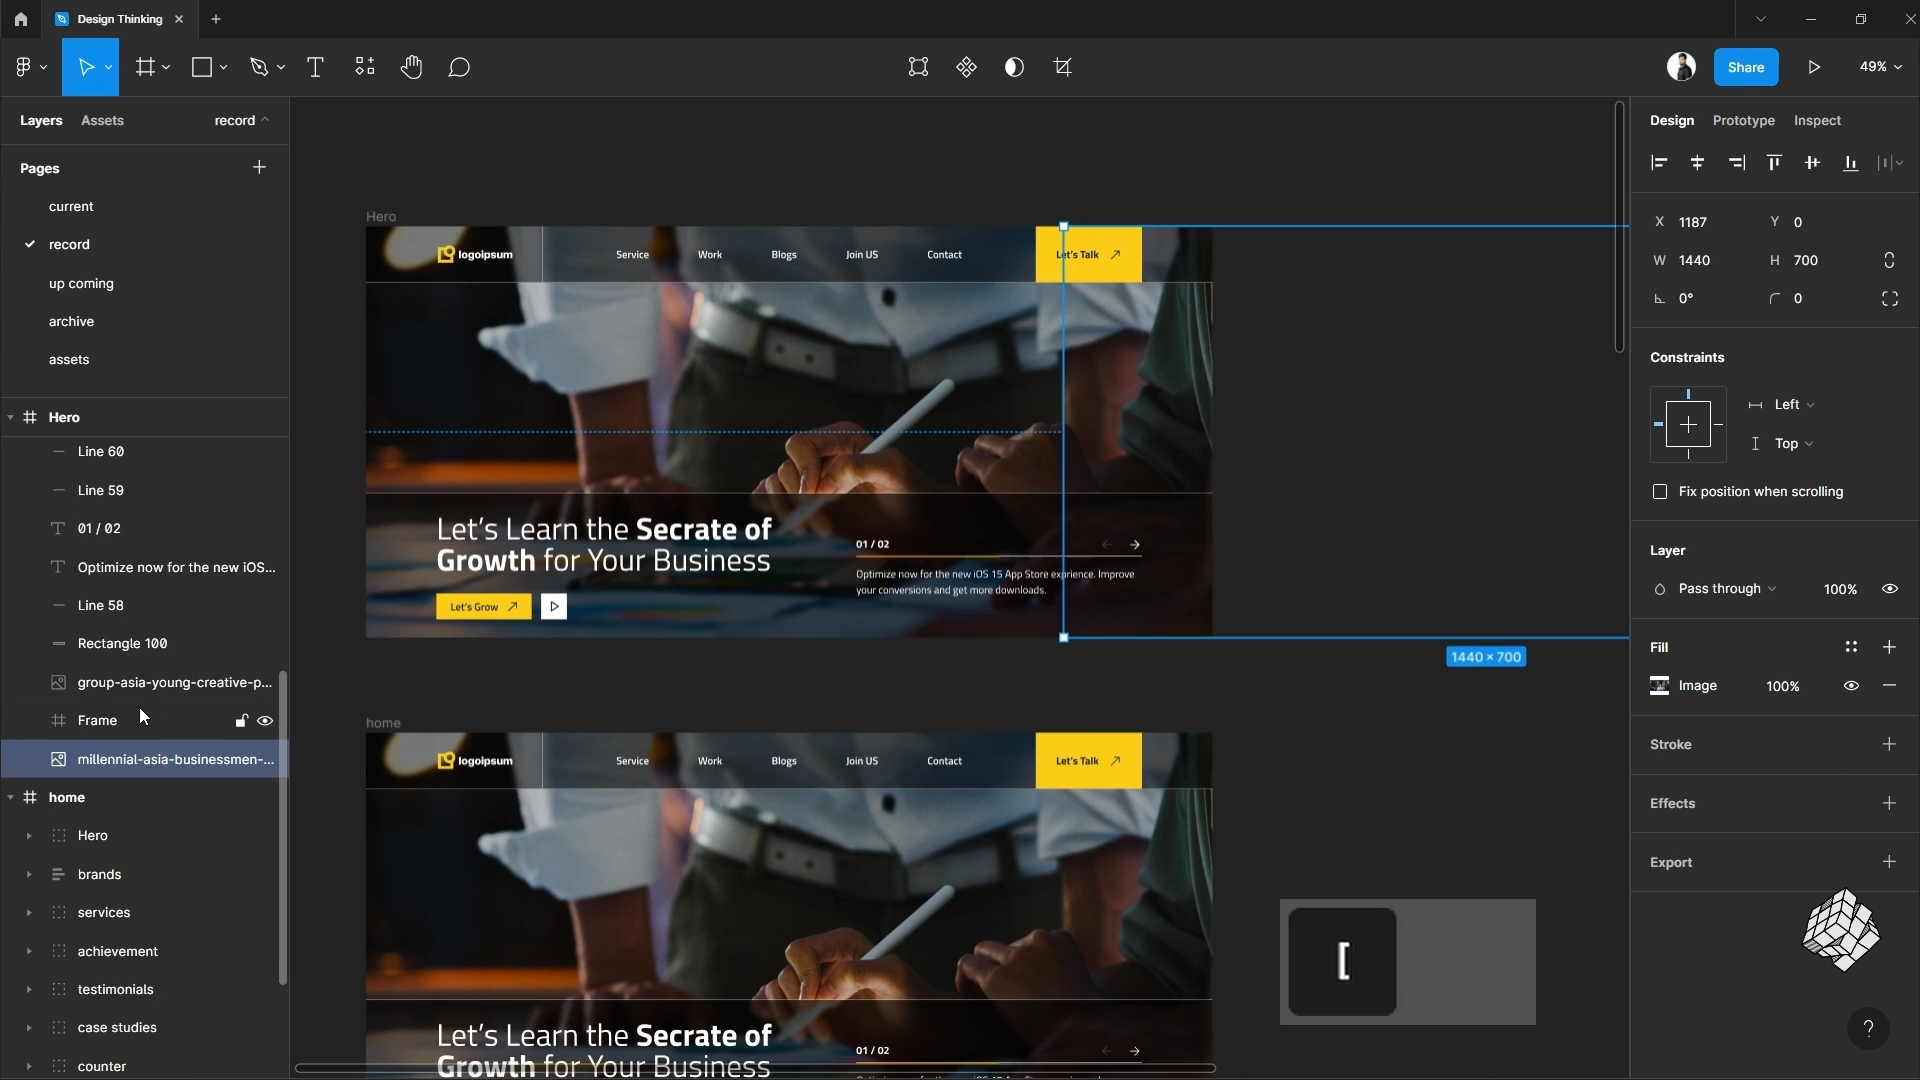 Design Thinking
Share
49%
Layers
Assets
record
Design
Prototype
Inspect
Pages
current
record
up coming
archive
assets
Hero
Line 60
Line 59
01 / 02
Optimize now for the new iOS...
Line 58
Rectangle 100
group-asia-young-creative-p...
Frame
millennial-asia-businessmen-...
home
Hero
brands
services
achievement
testimonials
case studies
counter
Hero
logoipsum
Service
Work
Blogs
Join US
Contact
Let's Talk
Let's Learn the Secrate of
Growth for Your Business
Let's Grow
01 / 02
Optimize now for the new iOS 15 App Store exprience. Improve
your conversions and get more downloads.
1440 × 700
home
logoipsum
Service
Work
Blogs
Join US
Contact
Let's Talk
Let's Learn the Secrate of
Growth for Your Business
01 / 02
[
X 1187
Y 0
W 1440
H 700
0°
0
Constraints
Left
Top
Fix position when scrolling
Layer
Pass through
100%
Fill
Image
100%
Stroke
Effects
Export
?